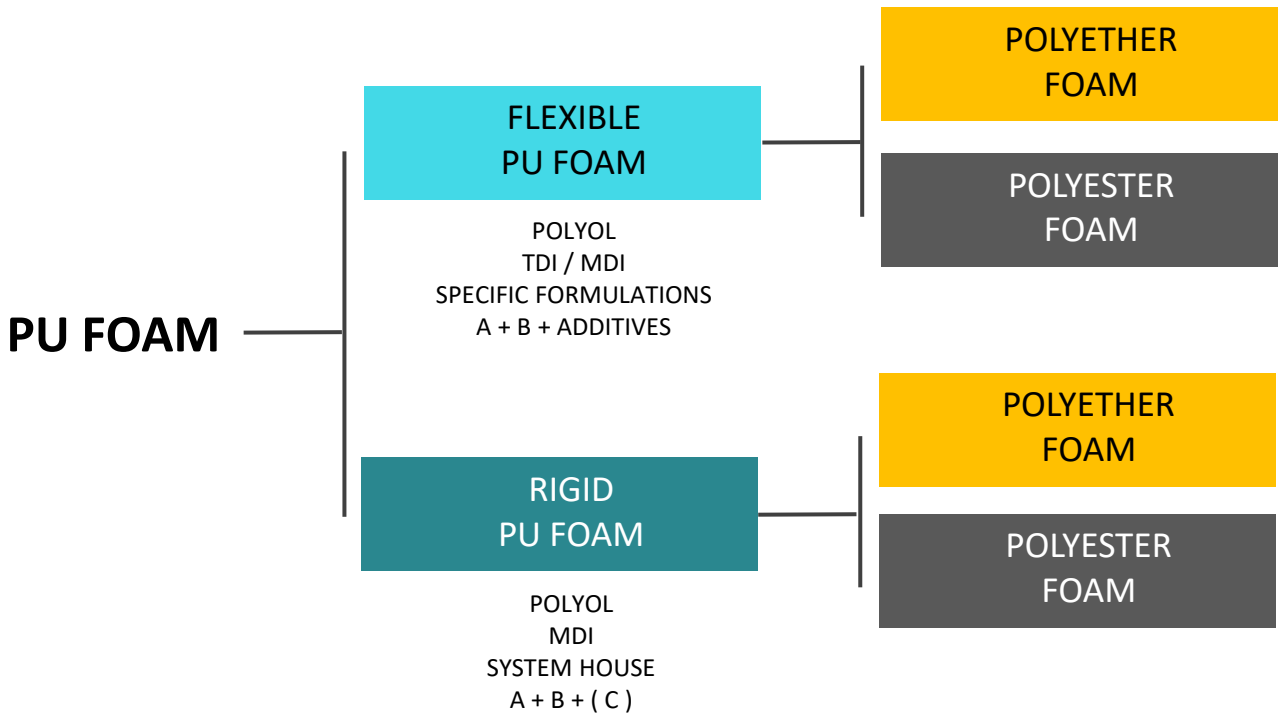 PU FOAM
FLEXIBLE
PU FOAM
POLYOL
TDI / MDI
SPECIFIC FORMULATIONS
A + B + ADDITIVES
POLYETHER
FOAM
POLYESTER
FOAM
RIGID
PU FOAM
POLYOL
MDI
SYSTEM HOUSE
A + B + ( C )
POLYETHER
FOAM
POLYESTER
FOAM